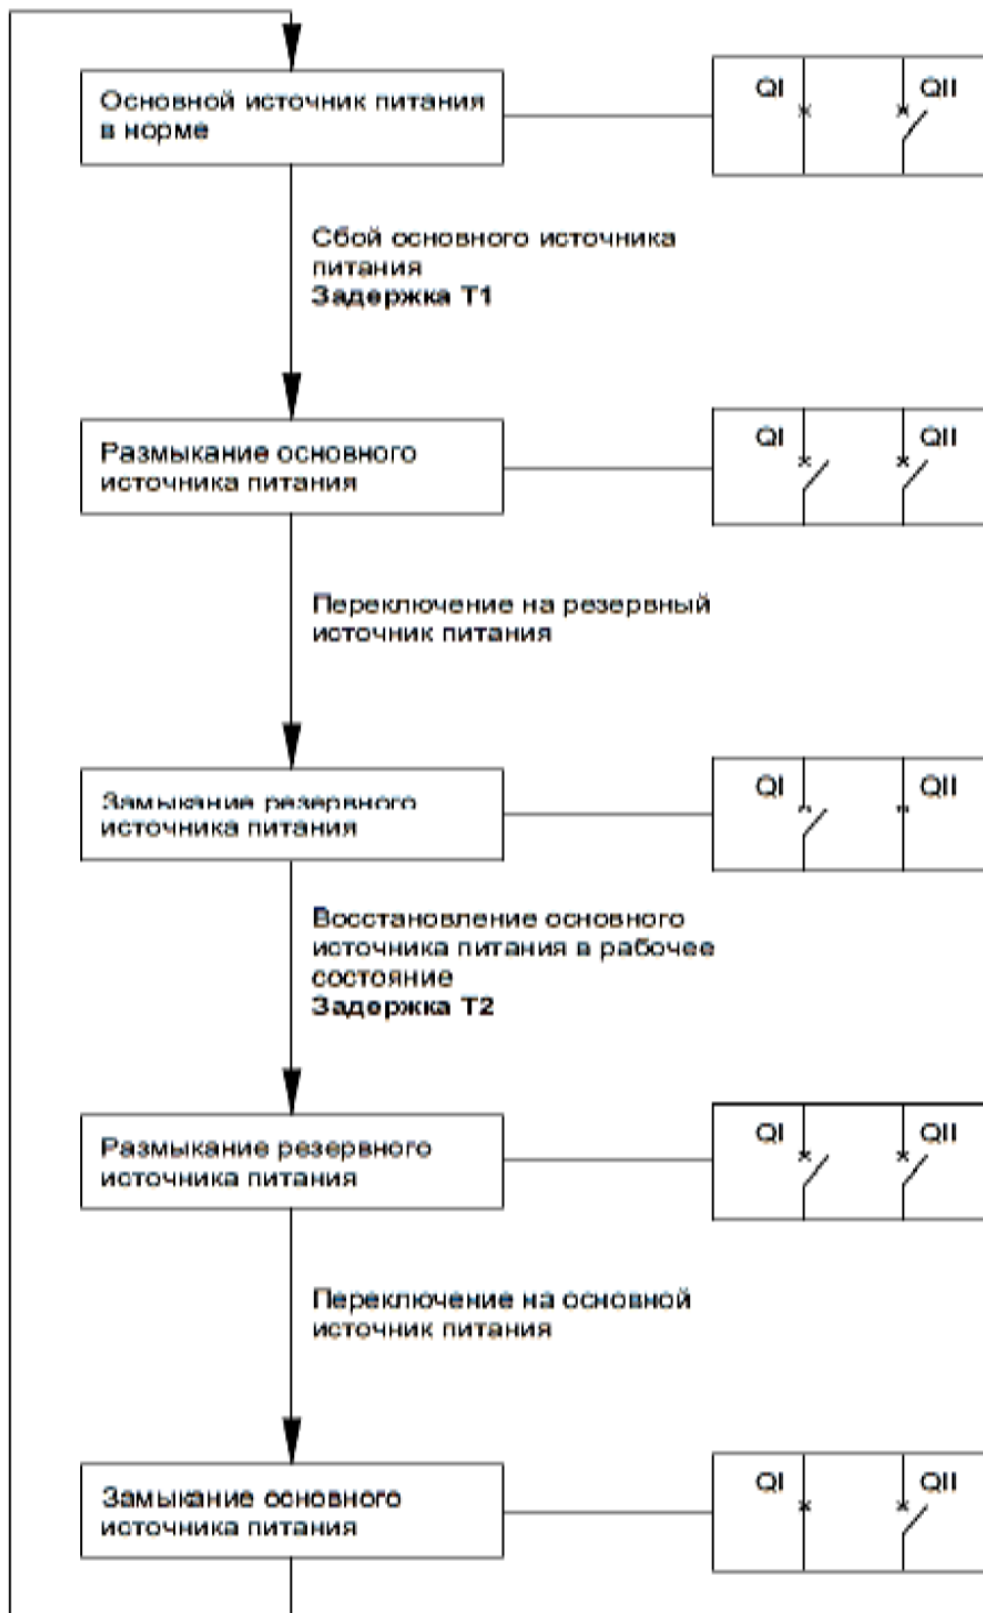 Основной источник питания
в норме
QI QII
Сбой основного источника
питания
Задержка Т1
Размыкание основного
источника питания
QI QII
Переключение на резервный
источник питания
Замыкание резервного
источника питания
QI QII
Восстановление основного
источника питания в рабочее
состояние
Задержка Т2
Размыкание резервного
источника питания
QI QII
Переключение на основной
источник питания
Замыкание основного
источника питания
QI QII